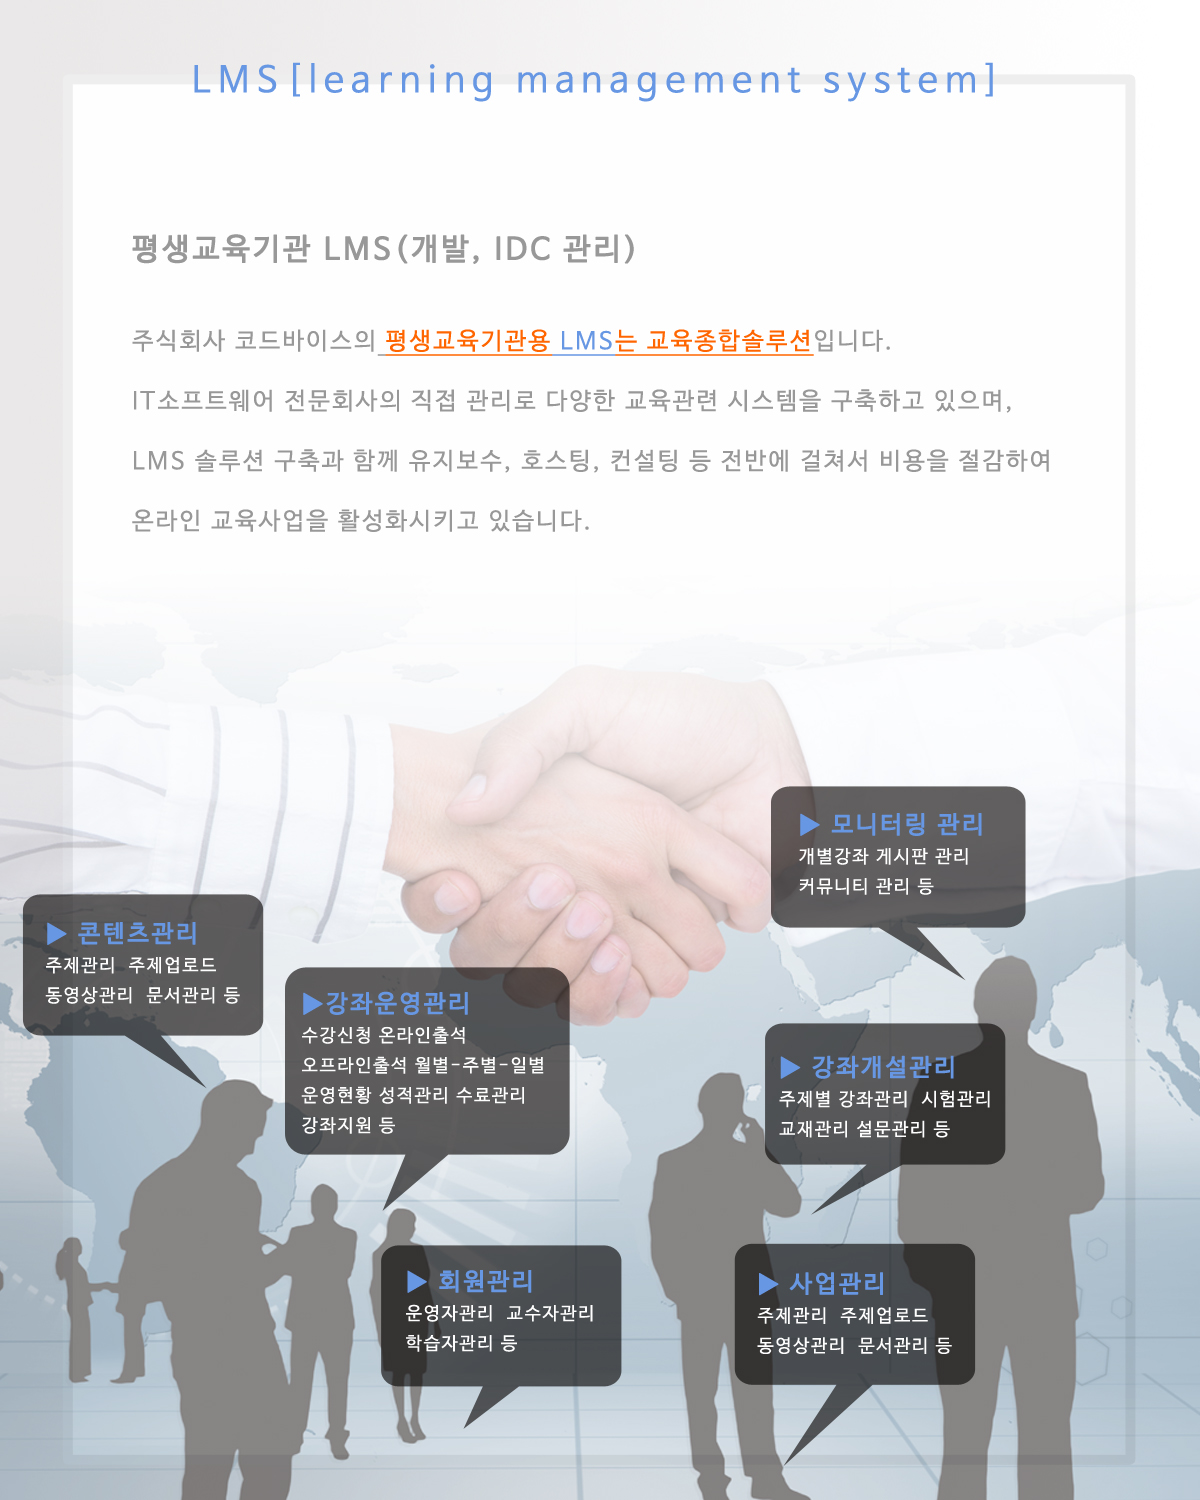 LMS[learning management system]
평생교육기관 LMS(개발, IDC 관리)
주식회사 코드바이스의 평생교육기관용 LMS는 교육종합솔루션입니다.
IT소프트웨어 전문회사의 직접 관리로 다양한 교육관련 시스템을 구축하고 있으며,
LMS 솔루션 구축과 함께 유지보수, 호스팅, 컨설팅 등 전반에 걸쳐서 비용을 절감하여
온라인 교육사업을 활성화시키고 있습니다.
▶ 모니터링 관리
개별강좌 게시판 관리
커뮤니티 관리 등
▶ 콘텐츠관리
주제관리 주제업로드
동영상관리 문서관리 등
▶강좌운영관리
수강신청 온라인출석
오프라인출석 월별-주별-일별
운영현황 성적관리 수료관리
강좌지원 등
▶ 강좌개설관리
주제별 강좌관리 시험관리
교재관리 설문관리 등
▶ 회원관리
운영자관리 교수자관리
학습자관리 등
▶ 사업관리
주제관리 주제업로드
동영상관리 문서관리 등